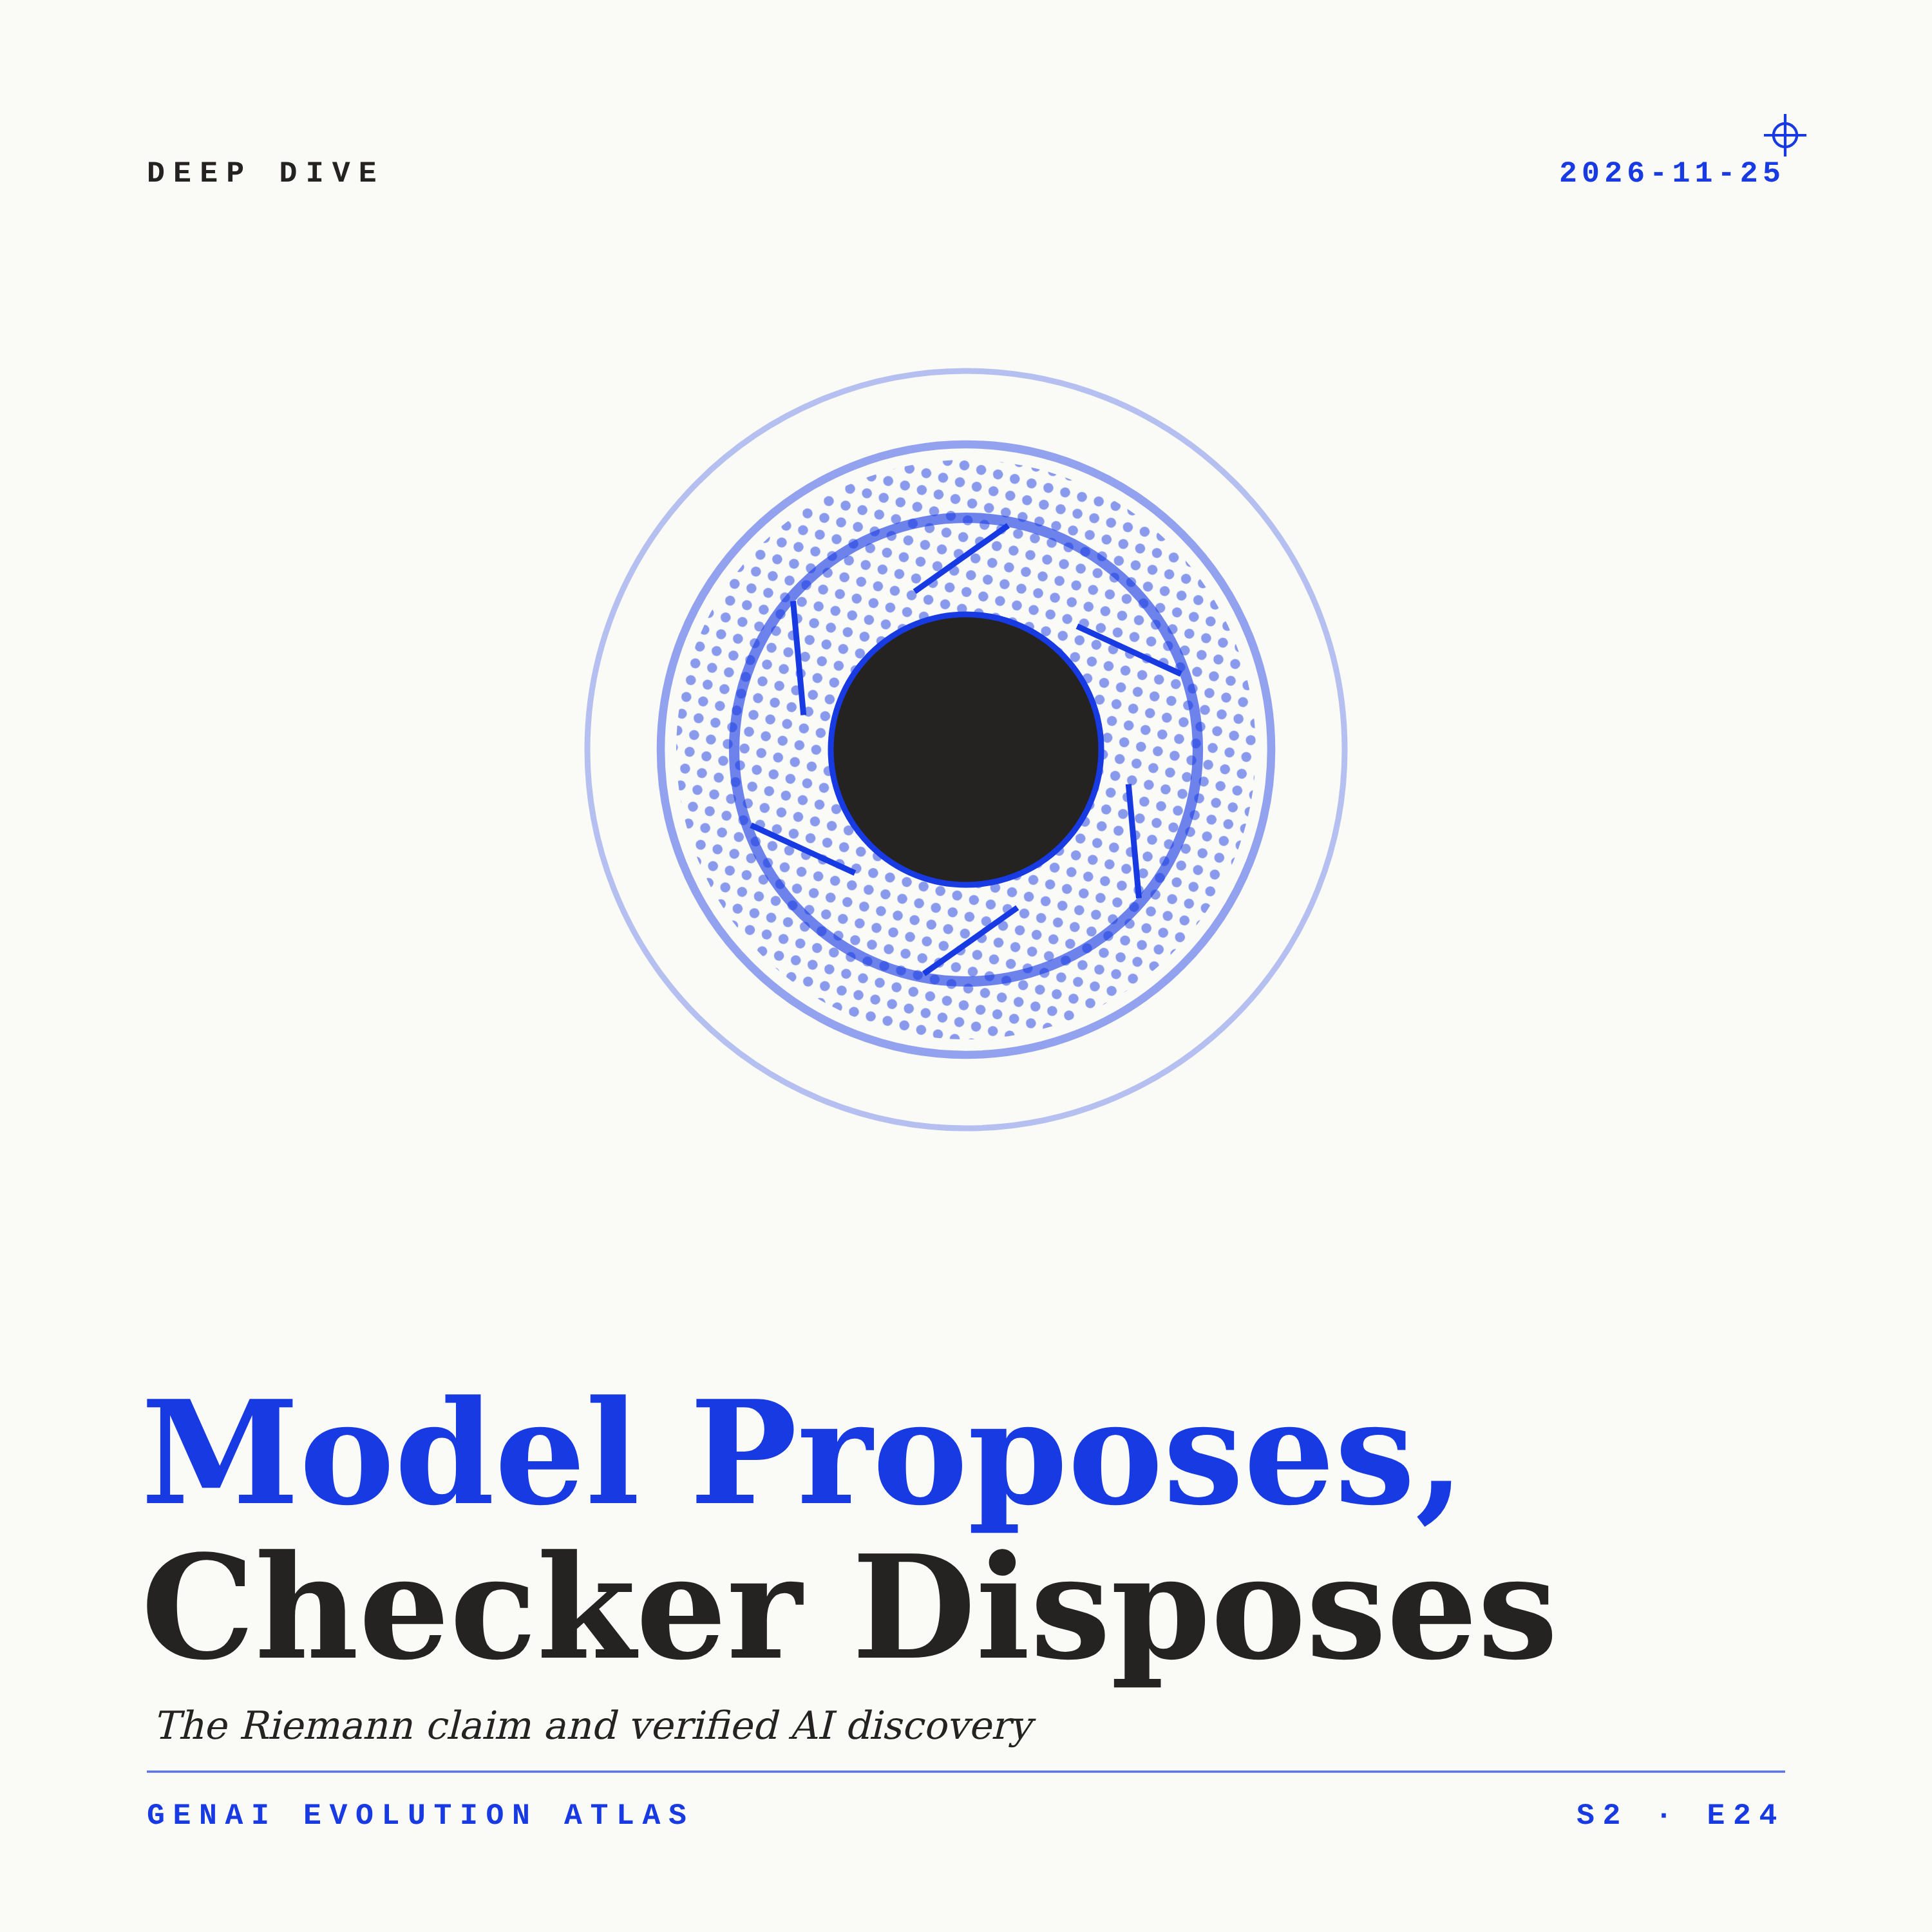 DEEP DIVE
2026-11-25
Model Proposes,
Checker Disposes
The Riemann claim and verified AI discovery
GENAI EVOLUTION ATLAS
S2 · E24